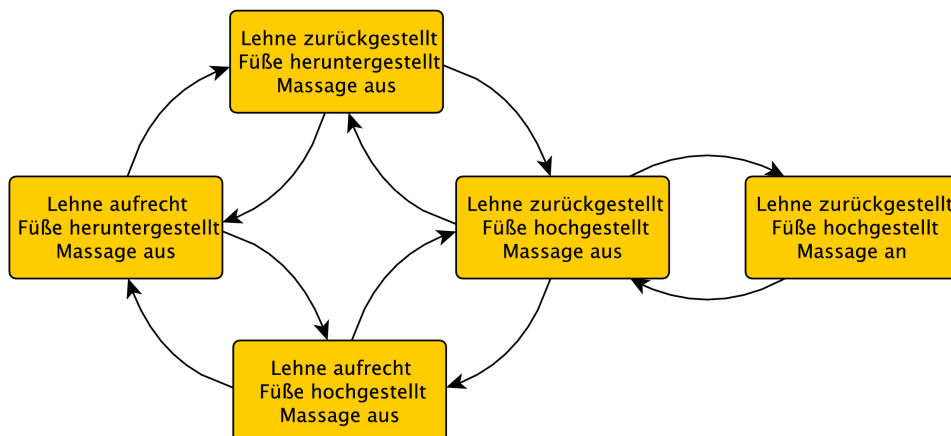 Lehne zurückgestellt
Füße heruntergestellt
Massage aus
Lehne aufrecht
Füße heruntergestellt
Massage aus
Lehne zurückgestellt
Füße hochgestellt
Massage aus
Lehne zurückgestellt
Füße hochgestellt
Massage an
Lehne aufrecht
Füße hochgestellt
Massage aus